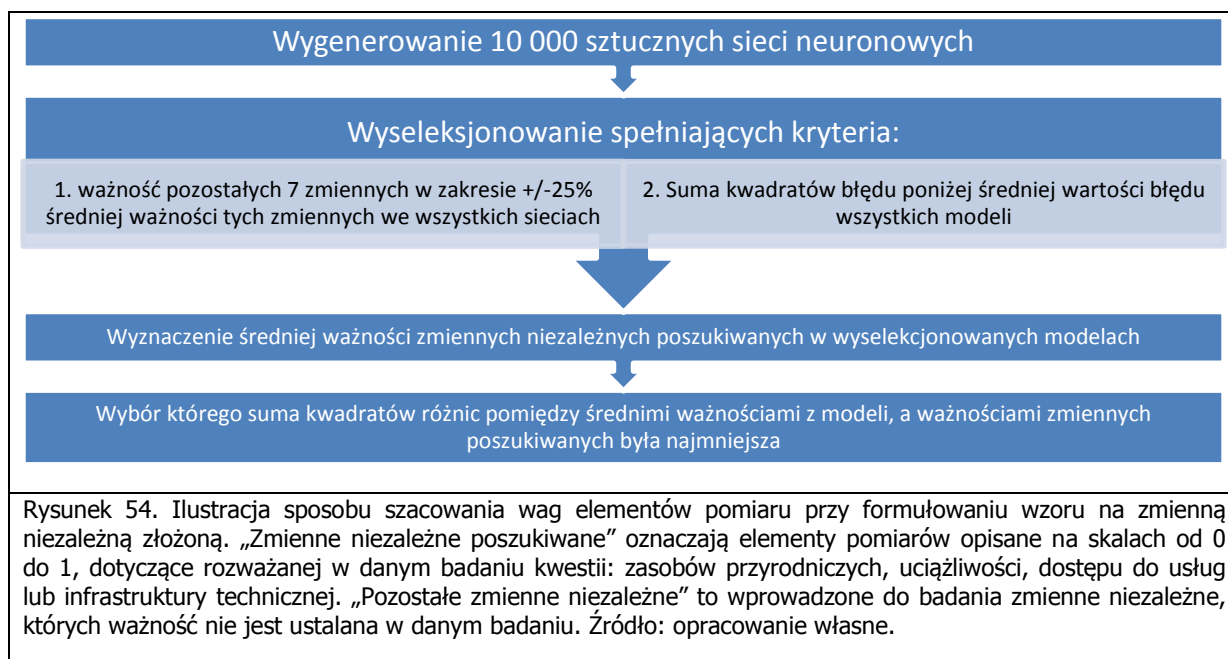 Wygenerowanie 10 000 sztucznych sieci neuronowych
Wyseleksjonowanie spełniających kryteria:
1. ważność pozostałych 7 zmiennych w zakresie +/-25%
średniej ważności tych zmiennych we wszystkich sieciach
2. Suma kwadratów błędu poniżej średniej wartości błędu
wszystkich modeli
Wyznaczenie średniej ważności zmiennych niezależnych poszukiwanych w wyselekcjonowanych modelach
Wybór którego suma kwadratów różnic pomiędzy średnimi ważnościami z modeli, a ważnościami zmiennych
poszukiwanych była najmniejsza
Rysunek 54. Ilustracja sposobu szacowania wag elementów pomiaru przy formułowaniu wzoru na zmienną
niezależną złożoną. „Zmienne niezależne poszukiwane” oznaczają elementy pomiarów opisane na skalach od 0
do 1, dotyczące rozważanej w danym badaniu kwestii: zasobów przyrodniczych, uciążliwości, dostępu do usług
lub infrastruktury technicznej. „Pozostałe zmienne niezależne” to wprowadzone do badania zmienne niezależne,
których ważność nie jest ustalana w danym badaniu. Źródło: opracowanie własne.